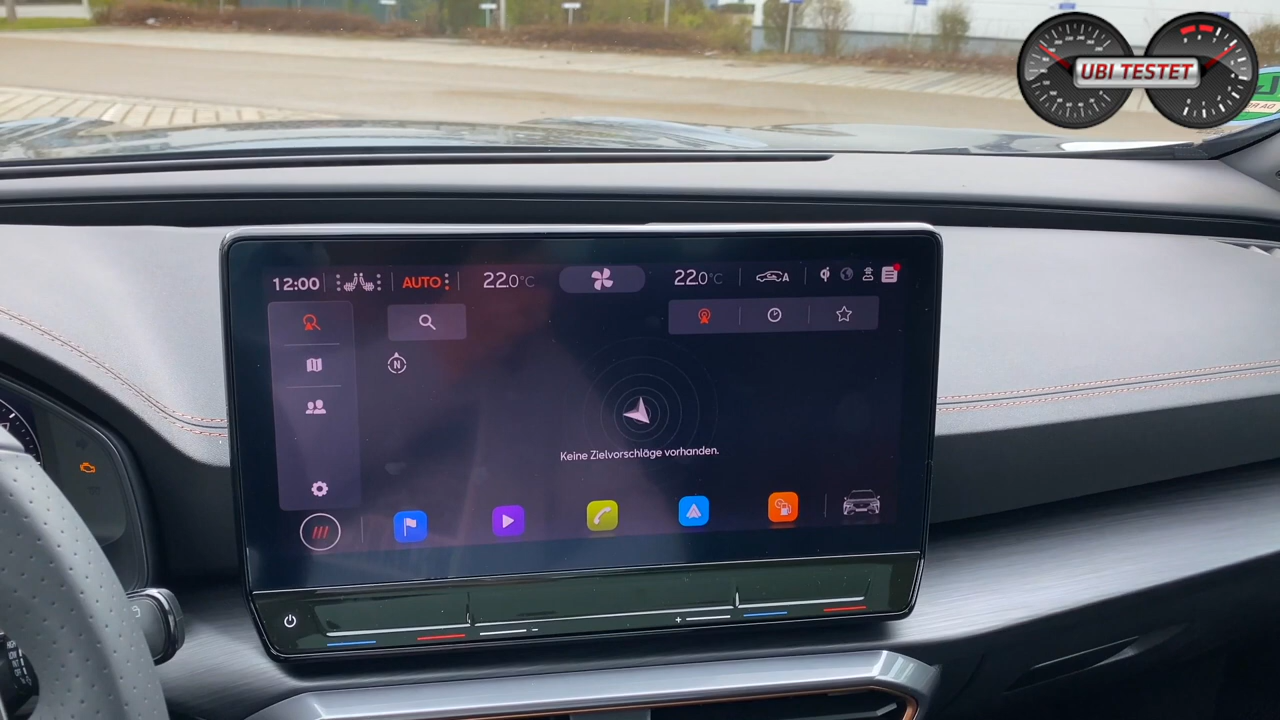 UBI TESTET
12:00
AUTO
22.0°C
22.0°C
A
N
Keine Zielvorschläge vorhanden.
- +